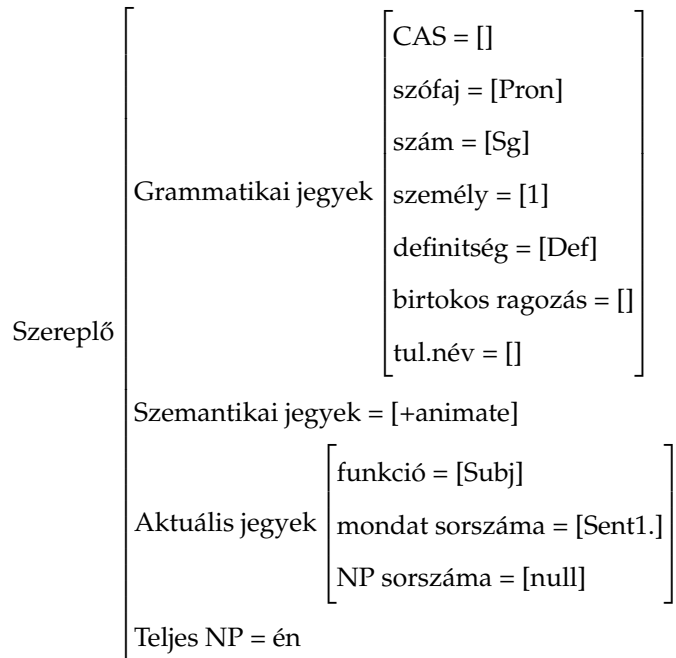 CAS = []
szófaj = [Pron]
szám = [Sg]
Grammatikai jegyek
személy = [1]
definitség = [Def]
birtokos ragozás = []
Szereplő
tul.név = []
Szemantikai jegyek = [+animate]
funkció = [Subj]
Aktuális jegyek
mondat sorszáma = [Sent1.]
NP sorszáma = [null]
Teljes NP = én